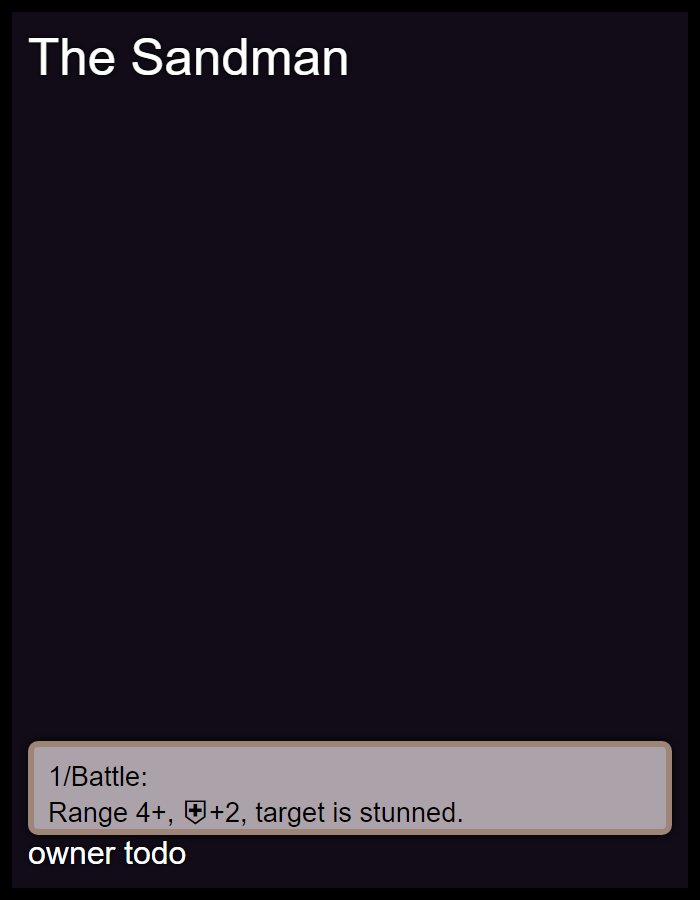 The Sandman
1/Battle:
Range 4+, ⛨+2, target is stunned.
owner todo